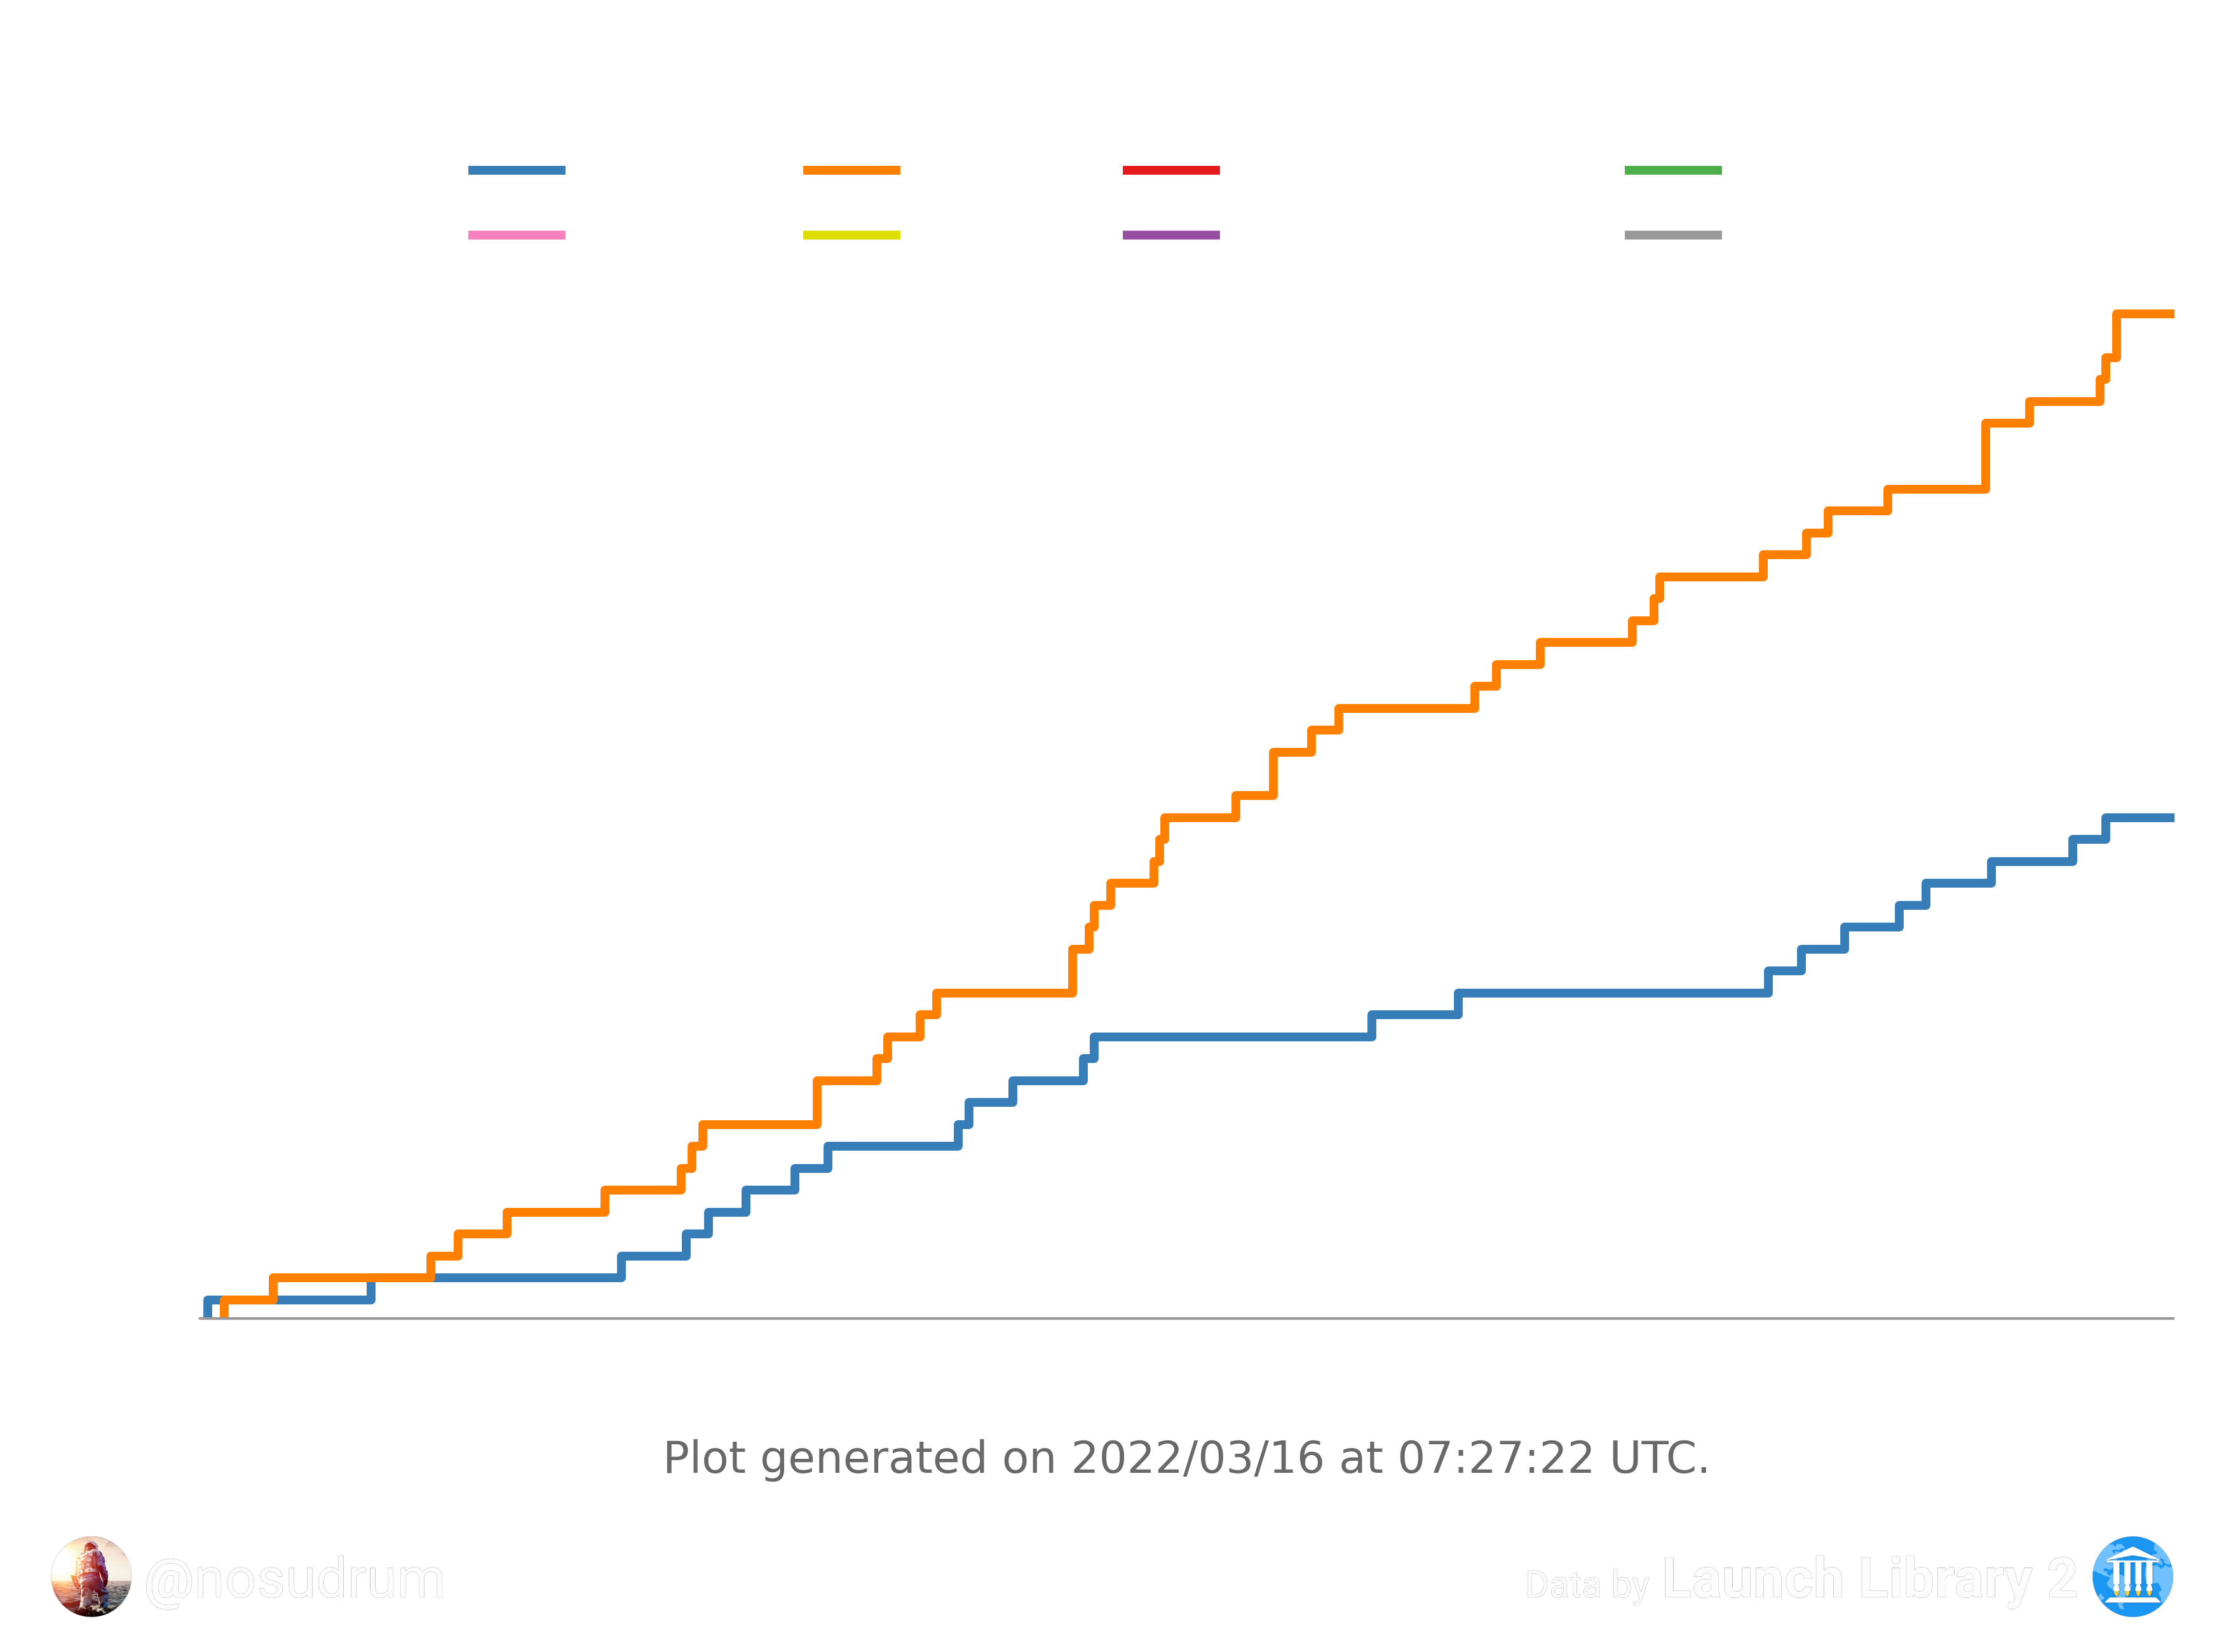 Plot generated on 2022/03/16 at 07:27:22 UTC.
@nosudrum
Data by Launch Library 2